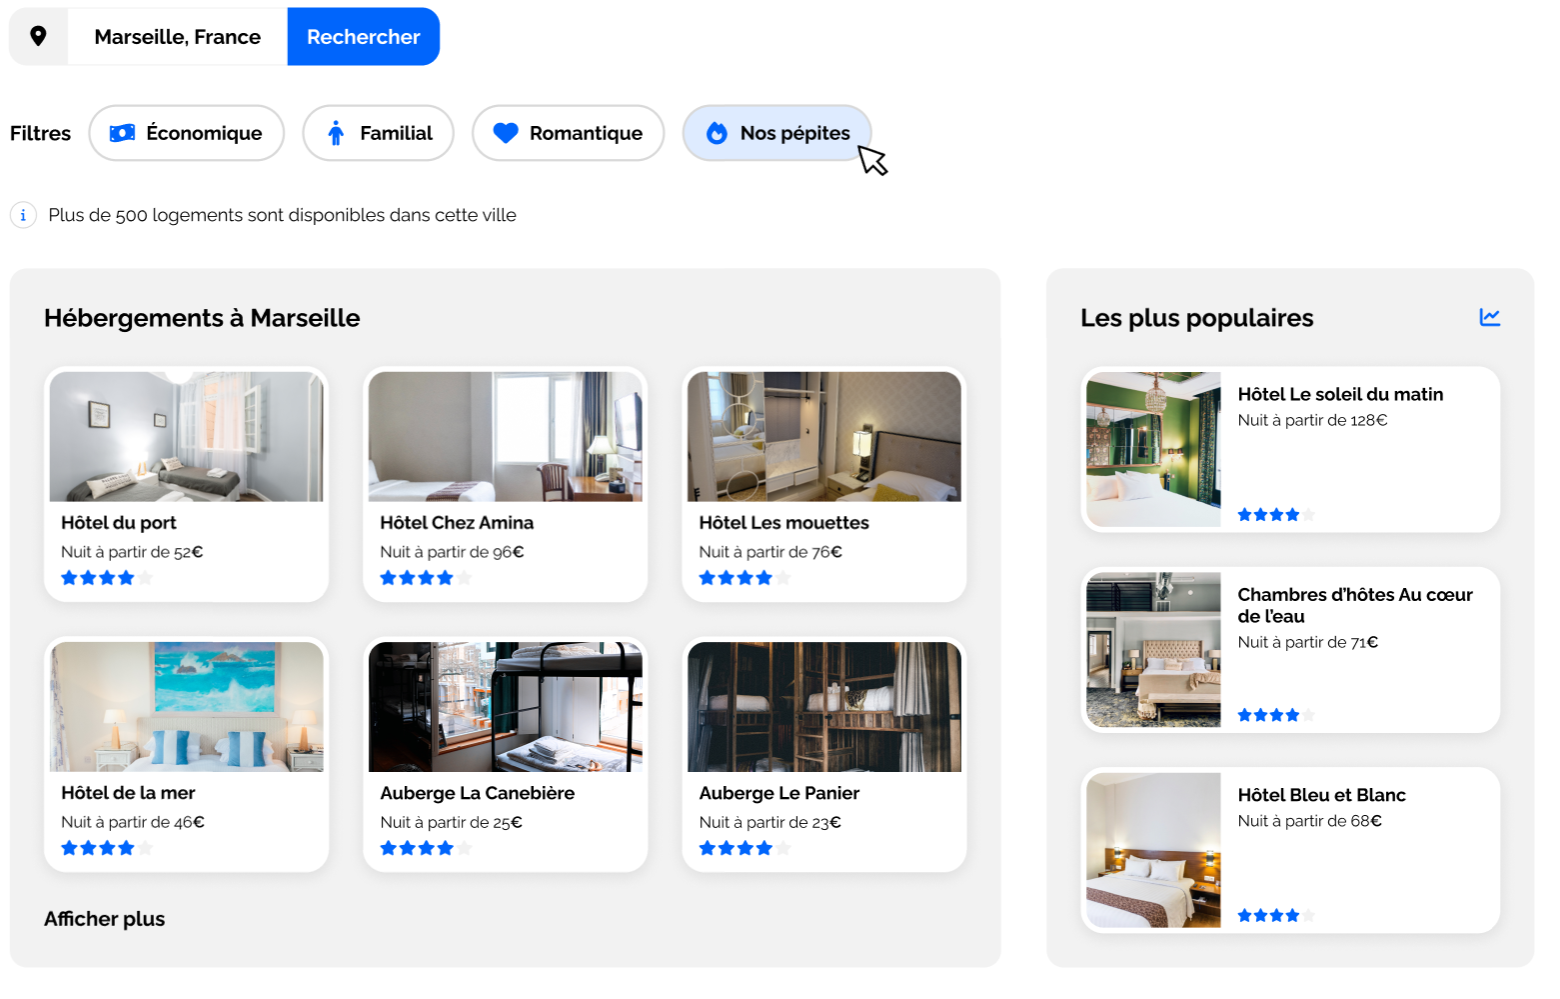 Marseille, France
Rechercher
Filtres
Économique
Familial
Romantique
Nos pépites
i
Plus de 500 logements sont disponibles dans cette ville
Hébergements à Marseille
Hôtel du port
Nuit à partir de 52€
Hôtel Chez Amina
Nuit à partir de 96€
Hôtel Les mouettes
Nuit à partir de 76€
Hôtel de la mer
Nuit à partir de 46€
Auberge La Canebière
Nuit à partir de 25€
Auberge Le Panier
Nuit à partir de 23€
Afficher plus
Les plus populaires
Hôtel Le soleil du matin
Nuit à partir de 128€
Chambres d'hôtes Au cœur
de l'eau
Nuit à partir de 71€
Hôtel Bleu et Blanc
Nuit à partir de 68€